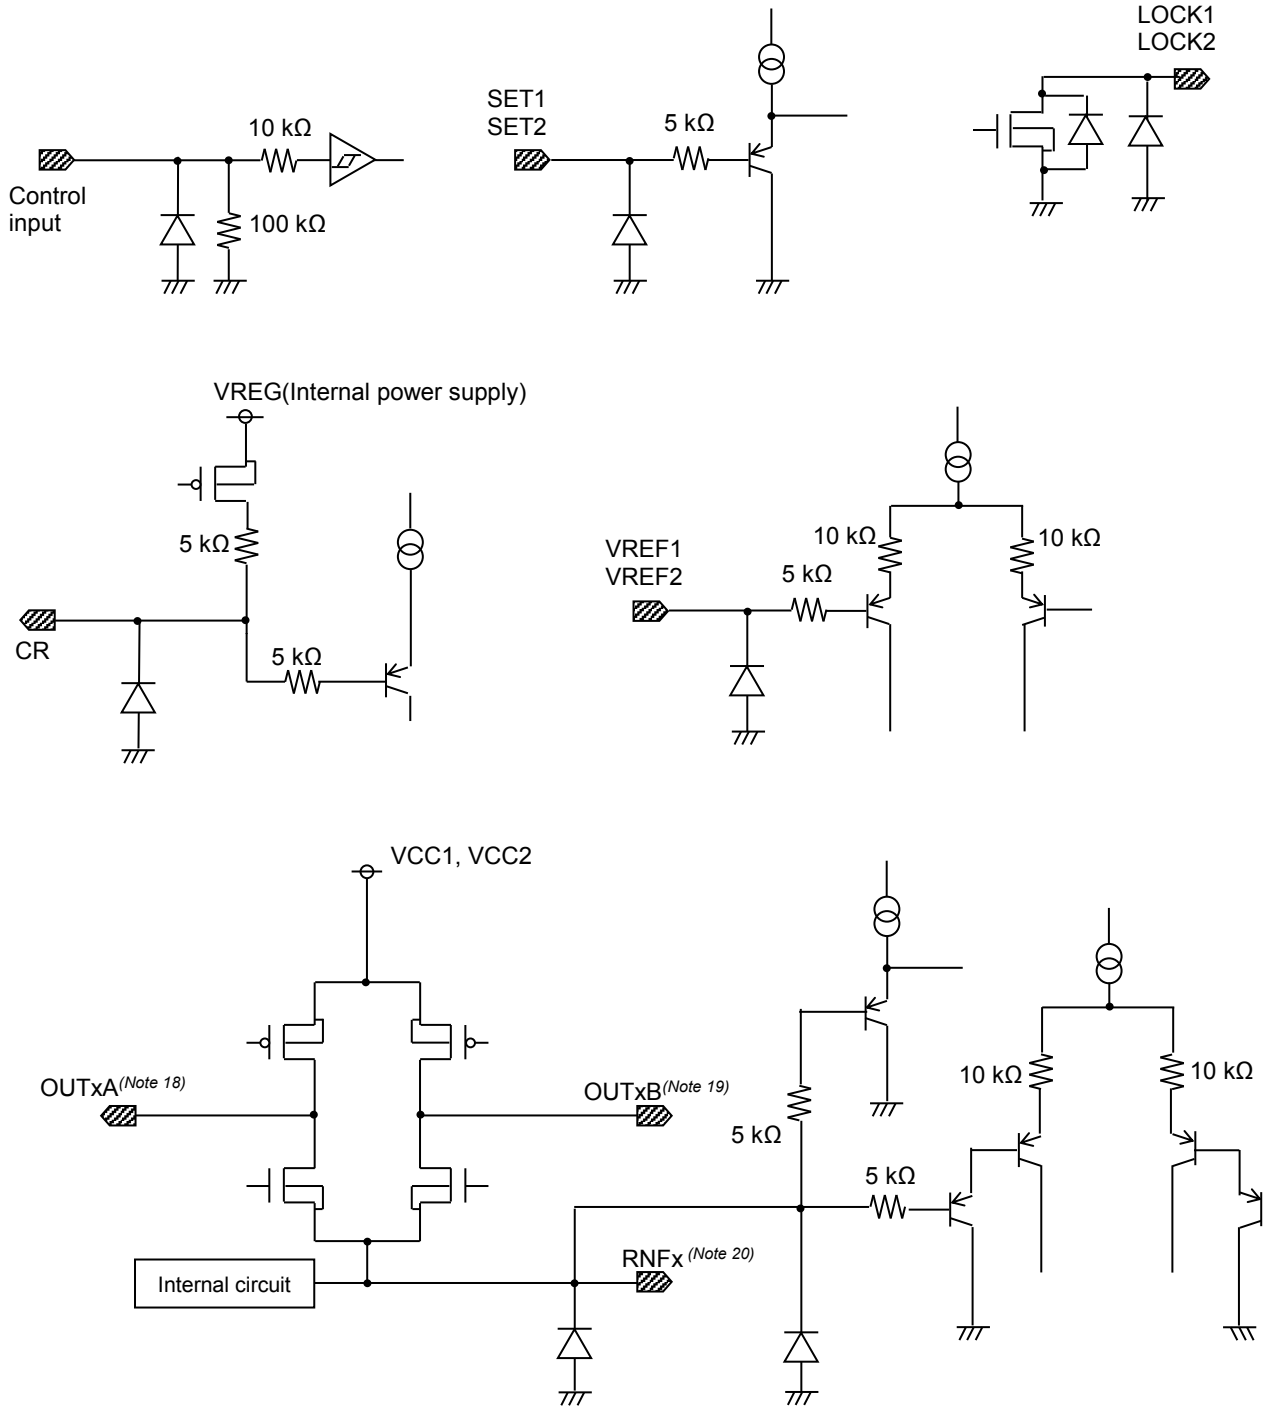 LOCK1
LOCK2
SET1
SET2
5 kΩ
10 kΩ
Control
input
100 kΩ
VREG(Internal power supply)
5 kΩ
CR
5 kΩ
VREF1
VREF2
5 kΩ
10 kΩ
10 kΩ
VCC1, VCC2
OUTxA(Note 18)
OUTxB(Note 19)
5 kΩ
10 kΩ
10 kΩ
5 kΩ
RNFx (Note 20)
Internal circuit